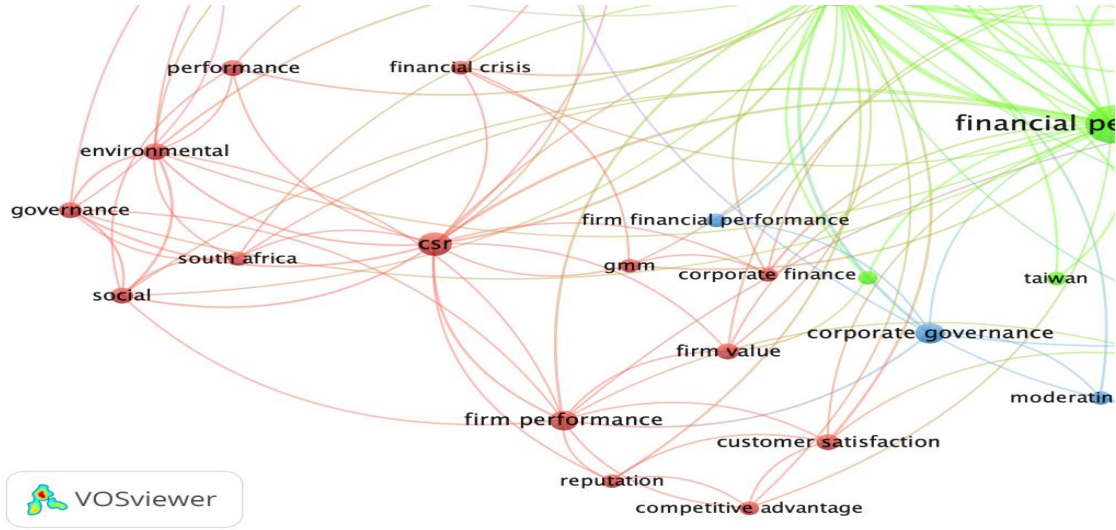 performance
financial crisis
financial pe
environmental
governance
firm financial performance
csr
south africa
gmm
corporate finance
taiwan
social
corporate governance
firm value
moderatin
firm performance
customer satisfaction
reputation
competitive advantage
VOSviewer